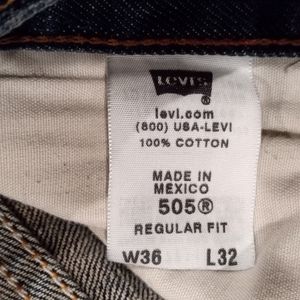 LEVI'S
®
levi.com
(800) USA-LEVI
100% COTTON
MADE IN
MEXICO
505®
REGULAR FIT
W36 L32